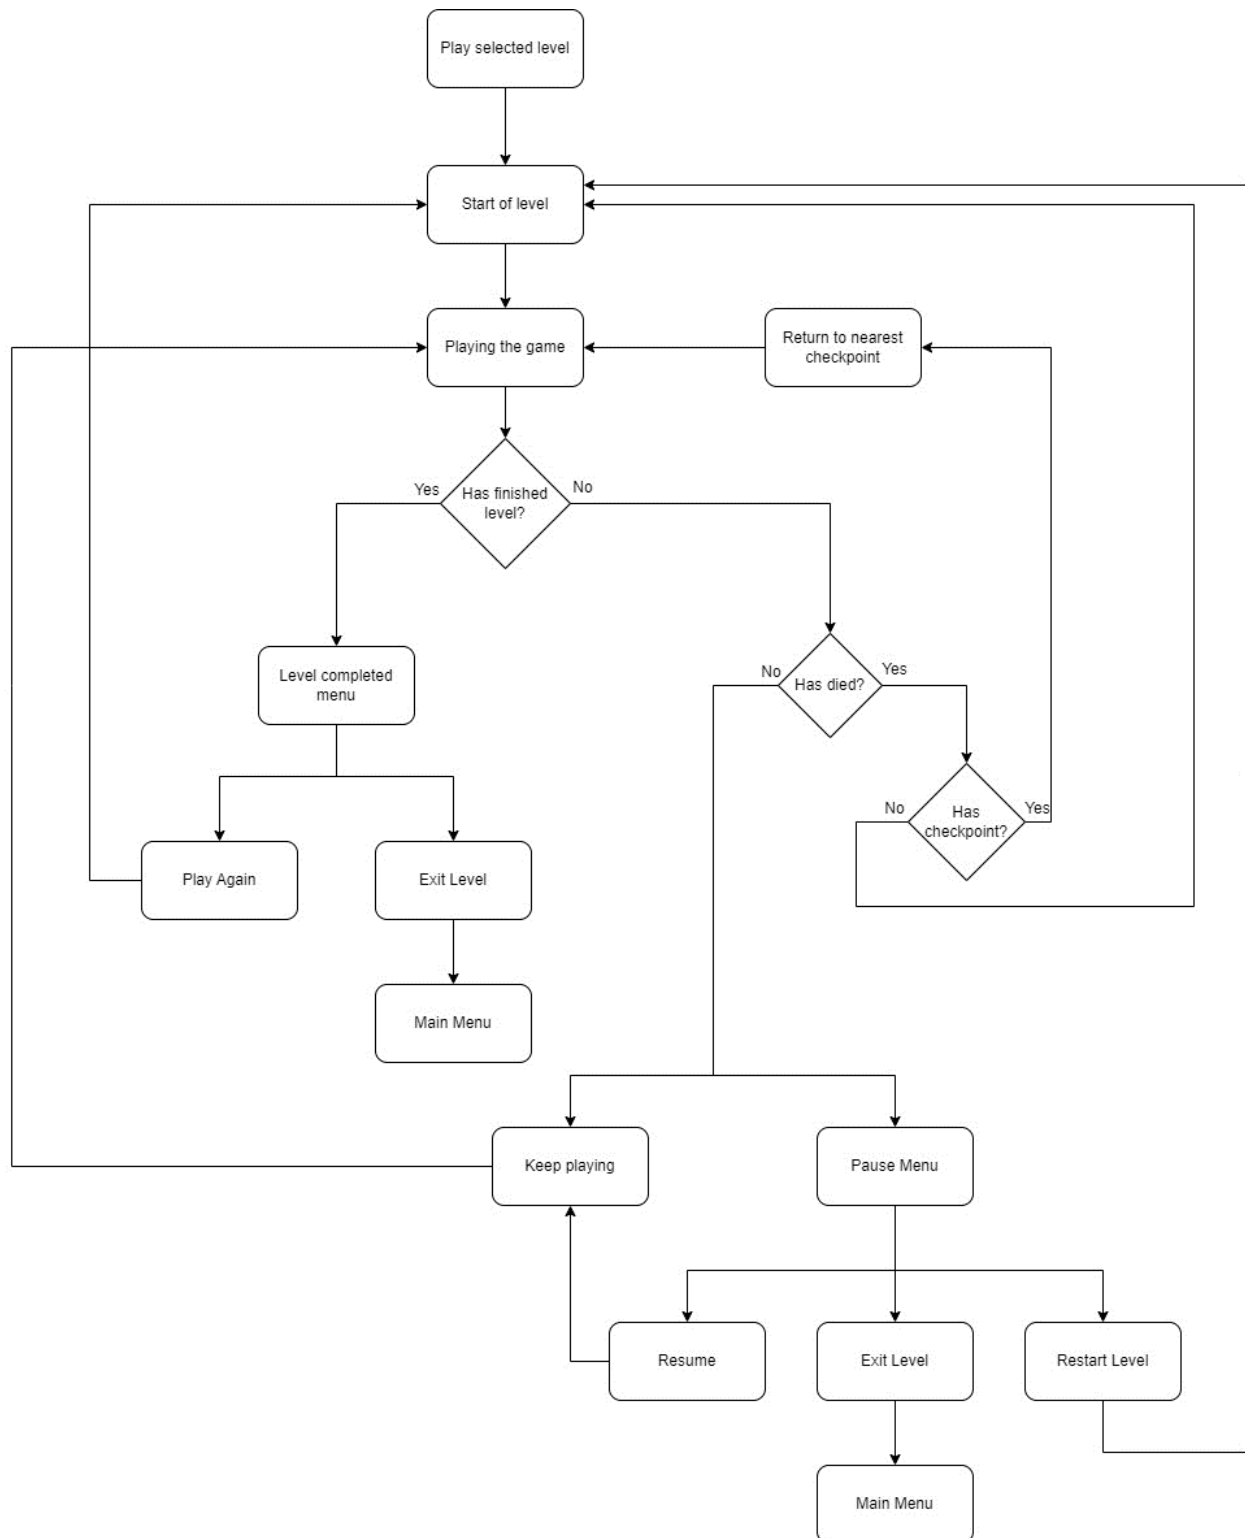 Play selected level
Start of level
Playing the game
Return to nearest
checkpoint
Yes
Has finished
level?
No
Level completed
menu
No
Has died?
Yes
No
Has
checkpoint?
Yes
Play Again
Exit Level
Main Menu
Keep playing
Pause Menu
Resume
Exit Level
Restart Level
Main Menu